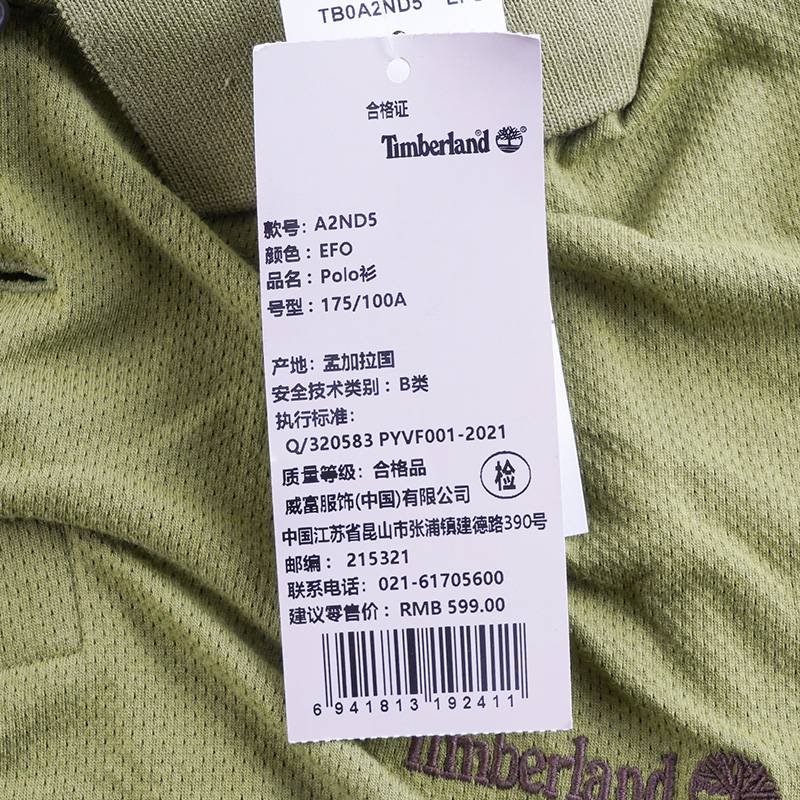 TB0A2ND5
合格证
Timberland
款号: A2ND5
颜色: EFO
品名: Polo衫
号型: 175/100A
产地: 孟加拉国
安全技术类别: B类
执行标准:
Q/320583 PYVF001-2021
质量等级: 合格品
检
威富服饰(中国)有限公司
中国江苏省昆山市张浦镇建德路390号
邮编: 215321
联系电话: 021-61705600
建议零售价: RMB 599.00
6 941813 192411
Timberland